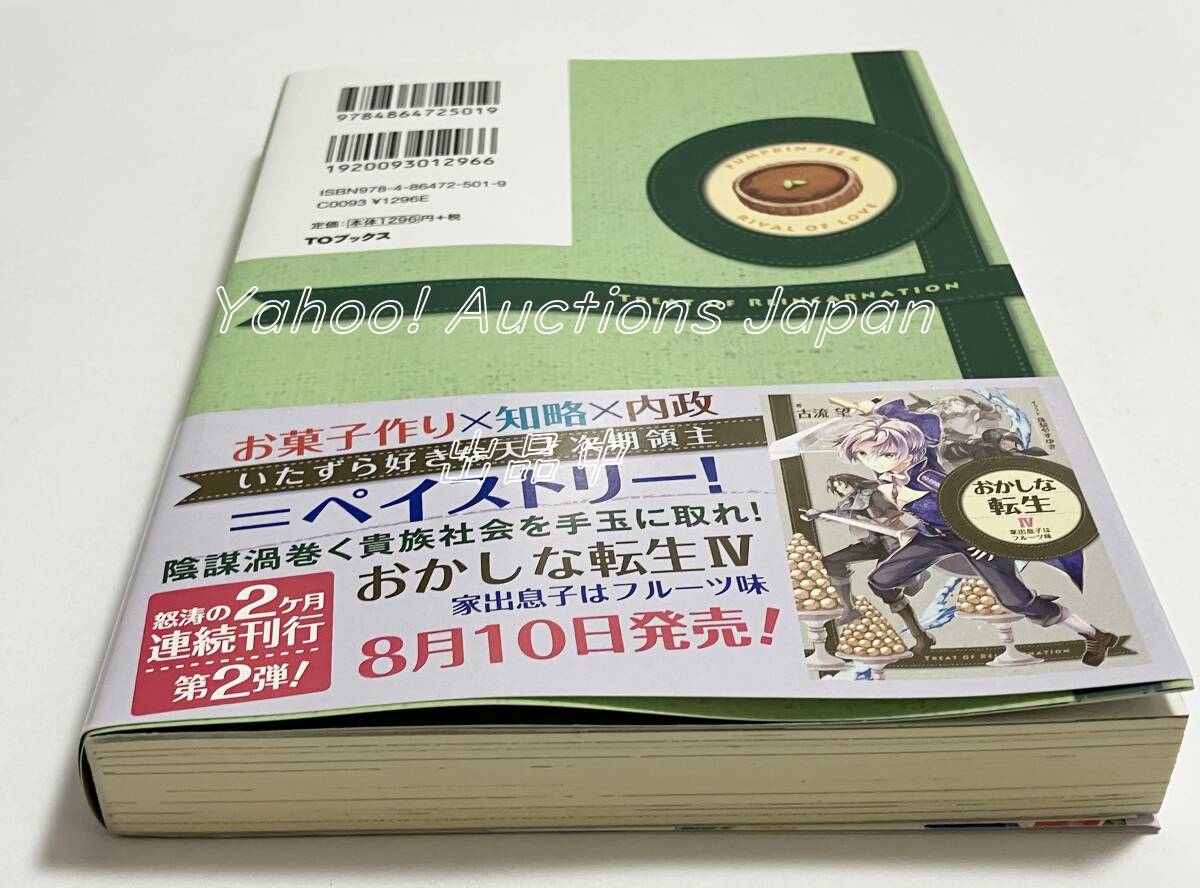 9784864725019
1920093012966
ISBN978-4-86472-501-9
C0093 ¥1296E
定価:本体1296円+税
TOブックス
PUMPKIN PIE &
RIVAL OF LOVE
TREAT OF REINCARNATION
Yahoo! Auctions Japan
お菓子作り×知略×内政
出品物
いたずら好き
次期領主
=ペイストリー!
陰謀渦巻く貴族社会を手玉に取れ!
おかしな転生Ⅳ
家出息子はフルーツ味
怒涛の2ヶ月
連続刊行
第2弾!
8月10日発売!
古流 望
おかしな
転生
Ⅳ
家出息子は
フルーツ味
TREAT OF REINCARNATION